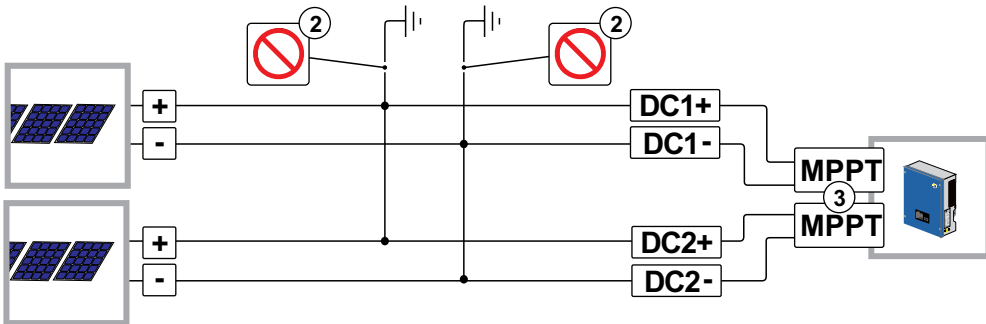 2
2
+
DC1+
-
DC1-
MPPT
3
MPPT
+
DC2+
-
DC2-